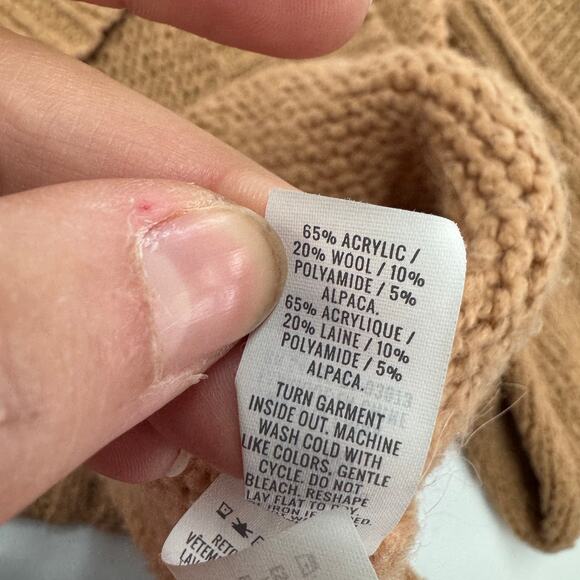 65% ACRYLIC /
20% WOOL / 10%
POLYAMIDE / 5%
ALPACA.
65% ACRYLIQUE /
20% LAINE / 10%
POLYAMIDE / 5%
ALPACA.
TURN GARMENT
INSIDE OUT. MACHINE
WASH COLD WITH
LIKE COLORS, GENTLE
CYCLE. DO NOT
BLEACH. RESHAPE
LAY FLAT TO DRY.
IRON